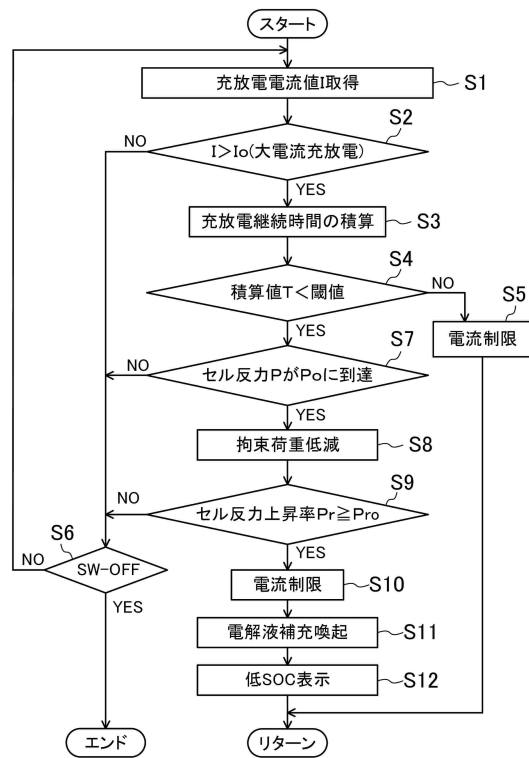 スタート
充放電電流値I取得
S1
S2
I>Io(大電流充放電)
NO
YES
充放電継続時間の積算
S3
S4
積算値T<閾値
NO
S5
YES
電流制限
S7
セル反力PがPoに到達
NO
YES
拘束荷重低減
S8
S9
セル反力上昇率Pr≧Pro
NO
S6
NO
SW-OFF
YES
YES
電流制限
S10
電解液補充喚起
S11
低SOC表示
S12
エンド
リターン